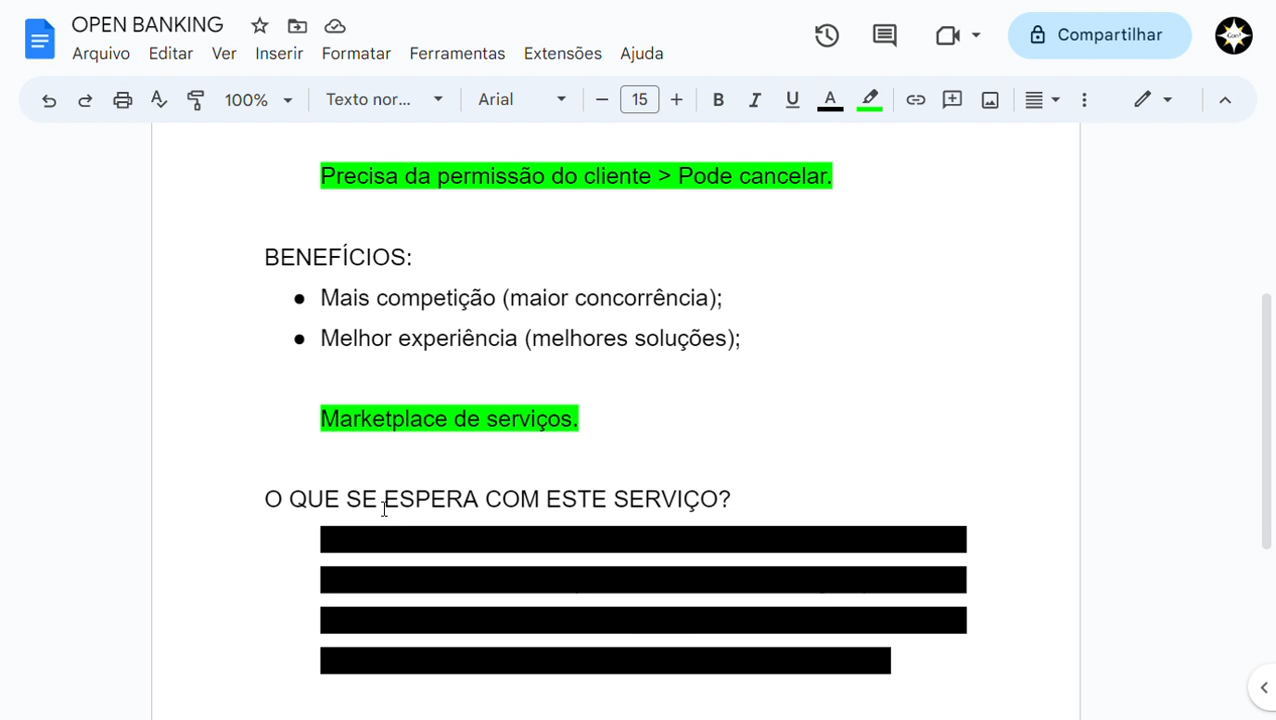 OPEN BANKING
Arquivo Editar Ver Inserir Formatar Ferramentas Extensões Ajuda
Compartilhar
100% Texto nor... Arial 15 B I U A
Precisa da permissão do cliente > Pode cancelar.
BENEFÍCIOS:
● Mais competição (maior concorrência);
● Melhor experiência (melhores soluções);
Marketplace de serviços.
O QUE SE ESPERA COM ESTE SERVIÇO?